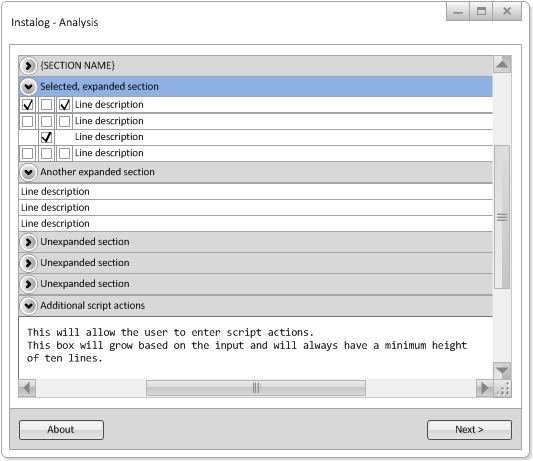 Instalog - Analysis
{SECTION NAME}
Selected, expanded section
Line description
Line description
Line description
Line description
Another expanded section
Line description
Line description
Line description
Unexpanded section
Unexpanded section
Unexpanded section
Additional script actions
This will allow the user to enter script actions.
This box will grow based on the input and will always have a minimum height
of ten lines.
About
Next >